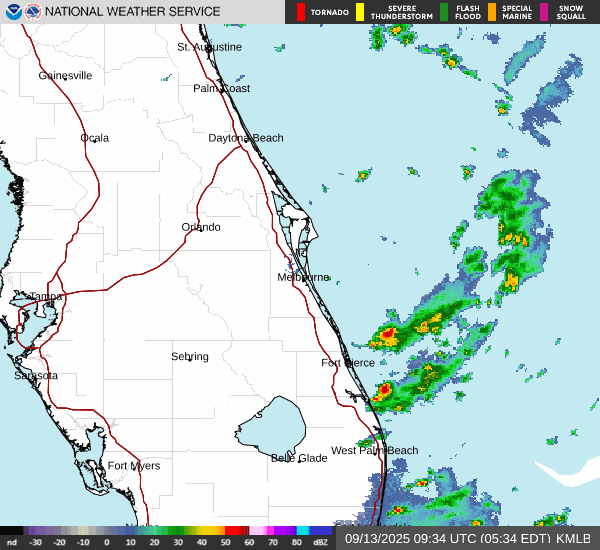 NATIONAL WEATHER SERVICE
TORNADO
SEVERE THUNDERSTORM
FLASH FLOOD
SPECIAL MARINE
SNOW SQUALL
St. Augustine
Gainesville
Palm Coast
Ocala
Daytona Beach
Orlando
Melbourne
Tampa
Sebring
Fort Pierce
Sarasota
West Palm Beach
Belle Glade
Fort Myers
nd -30 -20 -10 0 10 20 30 40 50 60 70 80 dBZ
09/13/2025 09:34 UTC (05:34 EDT) KMLB